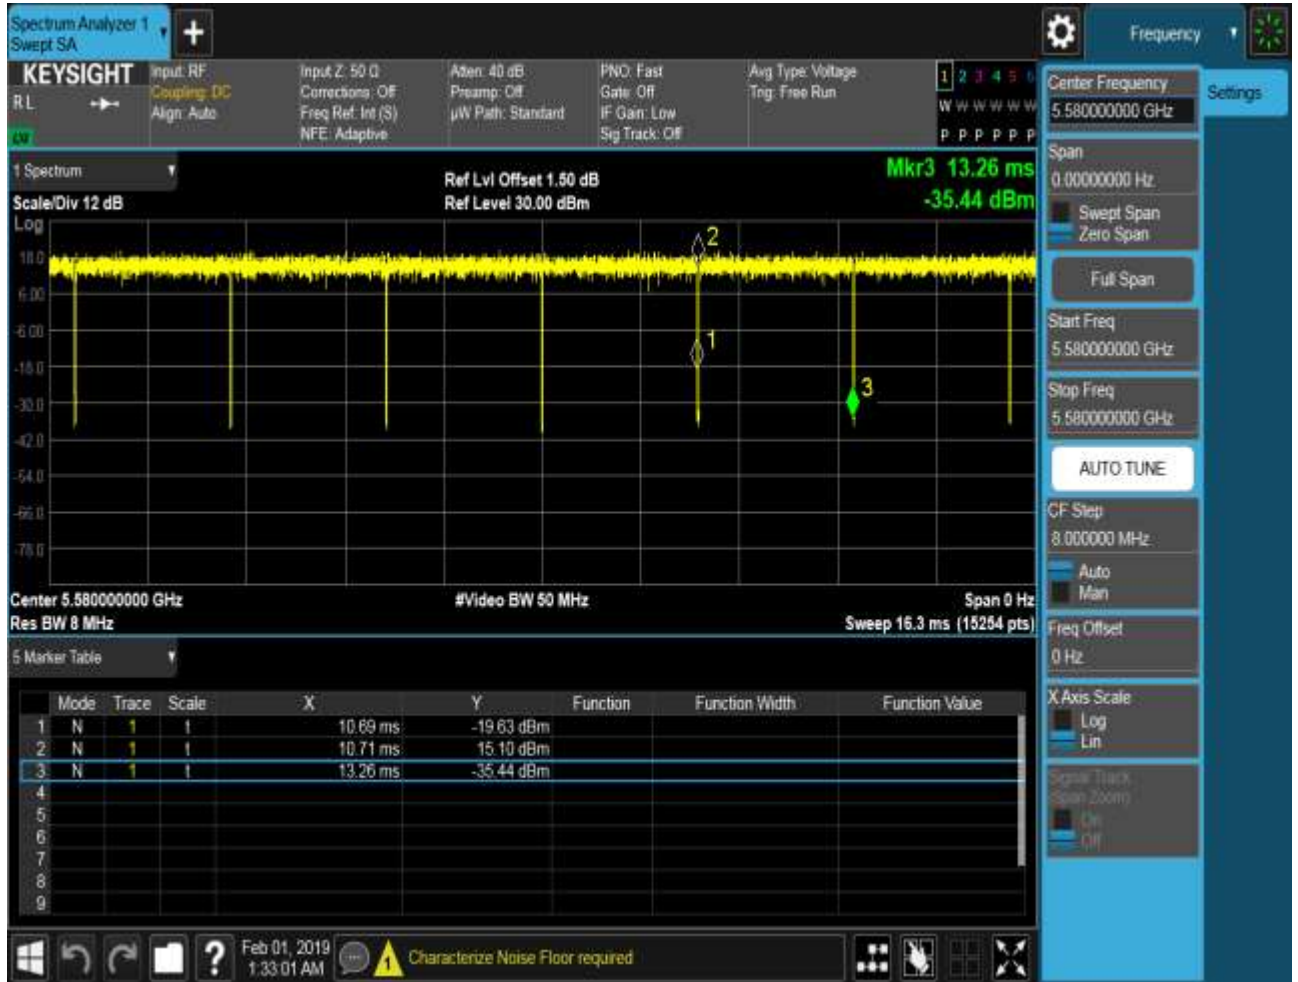 Spectrum Analyzer 1
Swept SA
Frequency
KEYSIGHT
RL
Input: RF
Coupling: DC
Align: Auto
Input Z: 50 Ω
Corrections: Off
Freq Ref: Int (S)
NFE: Adaptive
Atten: 40 dB
Preamp: Off
µW Path: Standard
PNO: Fast
Gate: Off
IF Gain: Low
Sig Track: Off
Avg Type: Voltage
Trig: Free Run
1 2 3 4 5 6
W W W W W W
P P P P P P
1 Spectrum
Scale/Div 12 dB
Ref Lvl Offset 1.50 dB
Ref Level 30.00 dBm
Mkr3 13.26 ms
-35.44 dBm
Log
18.0
6.00
-6.00
-18.0
-30.0
-42.0
-54.0
-66.0
-78.0
2
1
3
Center 5.580000000 GHz
#Video BW 50 MHz
Span 0 Hz
Res BW 8 MHz
Sweep 16.3 ms (15254 pts)
5 Marker Table
Mode Trace Scale X Y Function Function Width Function Value
1 N 1 t 10.69 ms -19.63 dBm
2 N 1 t 10.71 ms 15.10 dBm
3 N 1 t 13.26 ms -35.44 dBm
4
5
6
7
8
9
Center Frequency
5.580000000 GHz
Settings
Span
0.00000000 Hz
Swept Span
Zero Span
Full Span
Start Freq
5.580000000 GHz
Stop Freq
5.580000000 GHz
AUTO TUNE
CF Step
8.000000 MHz
Auto
Man
Freq Offset
0 Hz
X Axis Scale
Log
Lin
Signal Track
(Span Zoom)
On
Off
?
Feb 01, 2019
1:33:01 AM
1
Characterize Noise Floor required